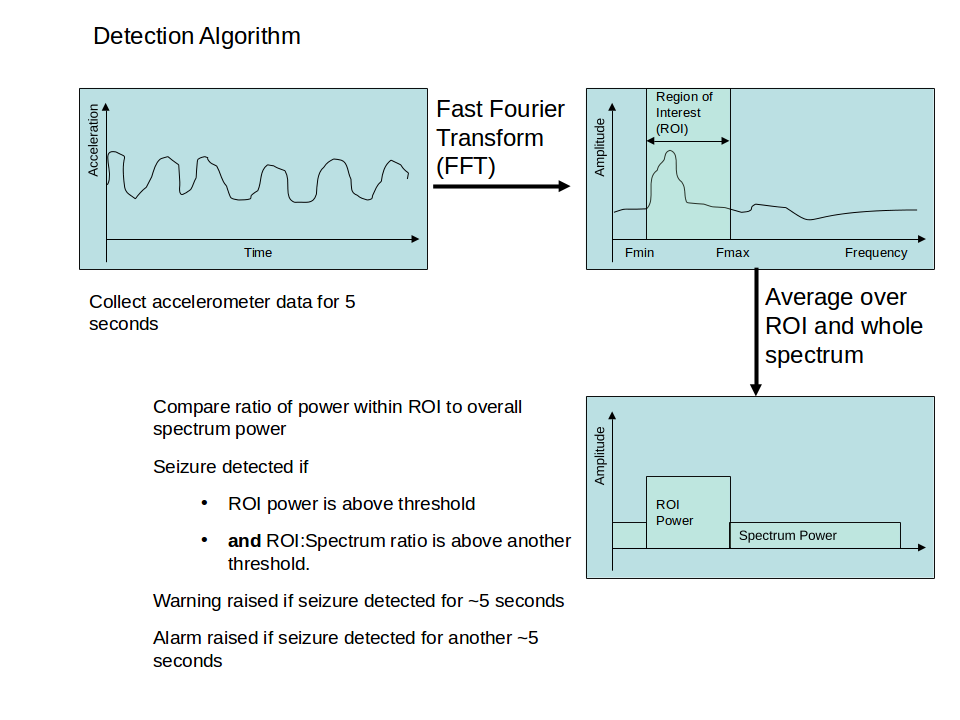 Detection Algorithm
Acceleration
Time
Collect accelerometer data for 5
seconds
Fast Fourier
Transform
(FFT)
Region of
Interest
(ROI)
Amplitude
Fmin
Fmax
Frequency
Average over
ROI and whole
spectrum
Amplitude
ROI
Power
Spectrum Power
Compare ratio of power within ROI to overall
spectrum power
Seizure detected if
• ROI power is above threshold
• and ROI:Spectrum ratio is above another
threshold.
Warning raised if seizure detected for ~5 seconds
Alarm raised if seizure detected for another ~5
seconds